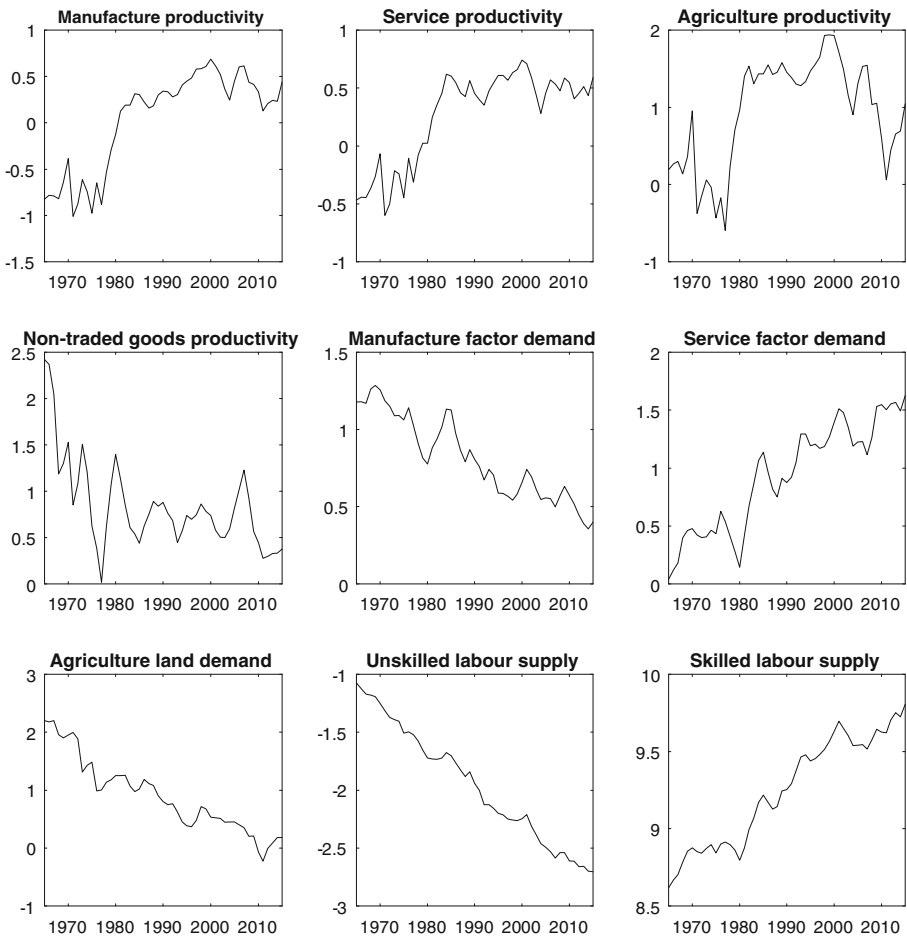 Manufacture productivity
Service productivity
Agriculture productivity
1
0.5
0
-0.5
-1
-1.5
1970 1980 1990 2000 2010
1
0.5
0
-0.5
-1
1970 1980 1990 2000 2010
2
1
0
-1
1970 1980 1990 2000 2010
Non-traded goods productivity
Manufacture factor demand
Service factor demand
2.5
2
1.5
1
0.5
0
1970 1980 1990 2000 2010
1.5
1
0.5
0
1970 1980 1990 2000 2010
2
1.5
1
0.5
0
1970 1980 1990 2000 2010
Agriculture land demand
Unskilled labour supply
Skilled labour supply
3
2
1
0
-1
1970 1980 1990 2000 2010
-1
-1.5
-2
-2.5
-3
1970 1980 1990 2000 2010
10
9.5
9
8.5
1970 1980 1990 2000 2010